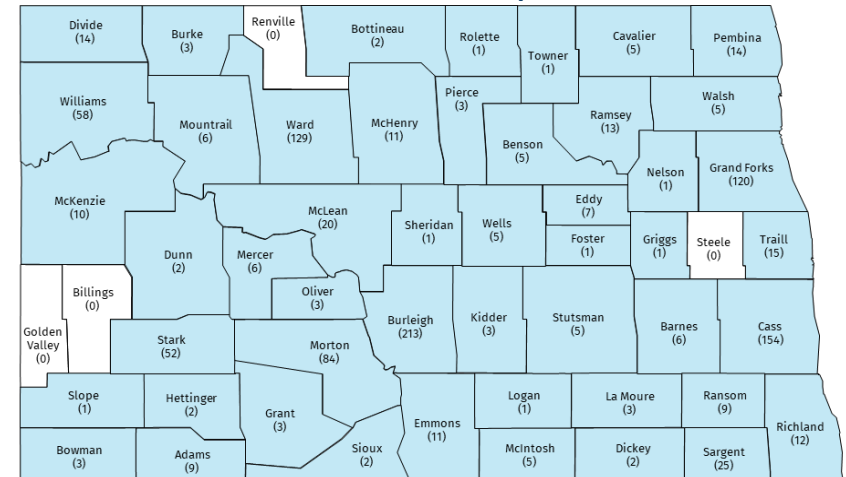 Divide
(14)
Burke
(3)
Renville
(0)
Bottineau
(2)
Rolette
(1)
Towner
(1)
Cavalier
(5)
Pembina
(14)
Williams
(58)
Mountrail
(6)
Ward
(129)
McHenry
(11)
Pierce
(3)
Benson
(5)
Ramsey
(13)
Walsh
(5)
Nelson
(1)
Grand Forks
(120)
McKenzie
(10)
McLean
(20)
Sheridan
(1)
Wells
(5)
Eddy
(7)
Foster
(1)
Griggs
(1)
Steele
(0)
Traill
(15)
Dunn
(2)
Mercer
(6)
Oliver
(3)
Billings
(0)
Golden
Valley
(0)
Stark
(52)
Morton
(84)
Burleigh
(213)
Kidder
(3)
Stutsman
(5)
Barnes
(6)
Cass
(154)
Slope
(1)
Hettinger
(2)
Grant
(3)
Emmons
(11)
Logan
(1)
La Moure
(3)
Ransom
(9)
Richland
(12)
Bowman
(3)
Adams
(9)
Sioux
(2)
McIntosh
(5)
Dickey
(2)
Sargent
(25)